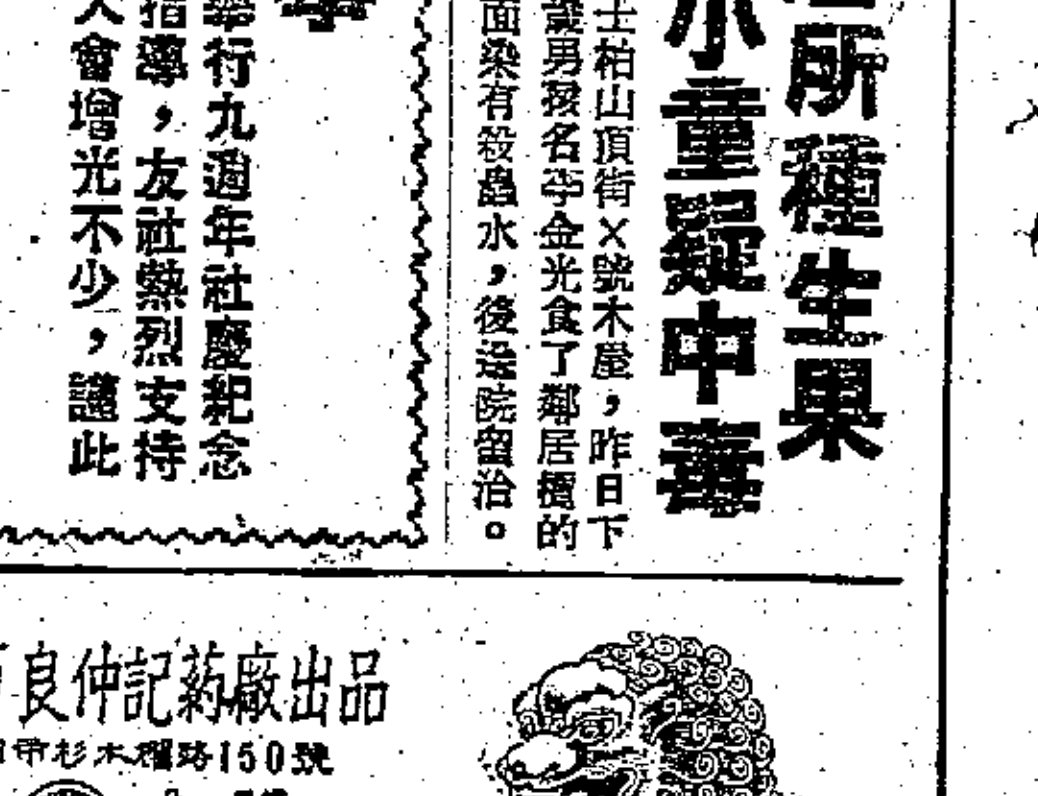 所種生果
小童疑中毒
士柏山頂街X號木屋，昨日下
歲男孩名李金光食了鄰居種的
面染有殺蟲水，後送院留治。
舉行九週年社慶紀念
指導，友社熱烈支持
大會增光不少，謹此
良仲記葯廠出品
杉木欄路150號